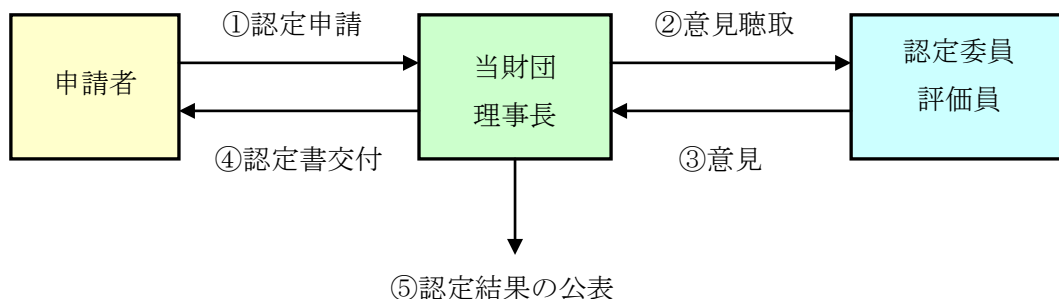 ①認定申請
②意見聴取
申請者
当財団
理事長
認定委員
評価員
④認定書交付
③意見
⑤認定結果の公表